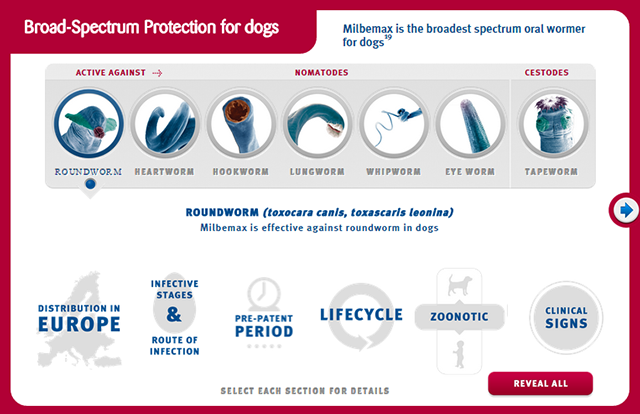 Broad-Spectrum Protection for dogs
Milbemax is the broadest spectrum oral wormer
for dogs19
ACTIVE AGAINST
NOMATODES
CESTODES
ROUNDWORM
HEARTWORM
HOOKWORM
LUNGWORM
WHIPWORM
EYE WORM
TAPEWORM
ROUNDWORM (toxocara canis, toxascaris leonina)
Milbemax is effective against roundworm in dogs
DISTRIBUTION IN
EUROPE
INFECTIVE
STAGES
&
ROUTE OF
INFECTION
PRE-PATENT
PERIOD
LIFECYCLE
ZOONOTIC
CLINICAL
SIGNS
SELECT EACH SECTION FOR DETAILS
REVEAL ALL